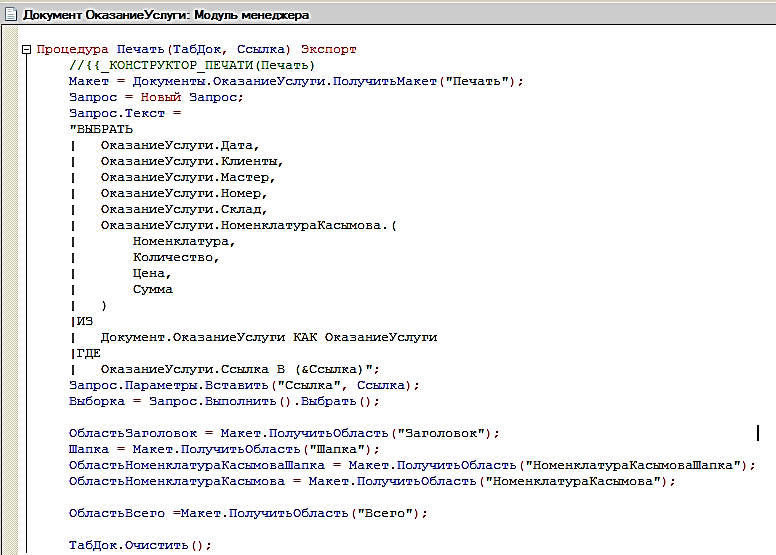 Документ ОказаниеУслуги: Модуль менеджера
Процедура Печать(ТабДок, Ссылка) Экспорт
//{{_КОНСТРУКТОР_ПЕЧАТИ(Печать)
Макет = Документы.ОказаниеУслуги.ПолучитьМакет("Печать");
Запрос = Новый Запрос;
Запрос.Текст =
"ВЫБРАТЬ
|   ОказаниеУслуги.Дата,
|   ОказаниеУслуги.Клиенты,
|   ОказаниеУслуги.Мастер,
|   ОказаниеУслуги.Номер,
|   ОказаниеУслуги.Склад,
|   ОказаниеУслуги.НоменклатураКасымова.(
|       Номенклатура,
|       Количество,
|       Цена,
|       Сумма
|   )
|ИЗ
|   Документ.ОказаниеУслуги КАК ОказаниеУслуги
|ГДЕ
|   ОказаниеУслуги.Ссылка В (&Ссылка)";
Запрос.Параметры.Вставить("Ссылка", Ссылка);
Выборка = Запрос.Выполнить().Выбрать();
ОбластьЗаголовок = Макет.ПолучитьОбласть("Заголовок");
Шапка = Макет.ПолучитьОбласть("Шапка");
ОбластьНоменклатураКасымоваШапка = Макет.ПолучитьОбласть("НоменклатураКасымоваШапка");
ОбластьНоменклатураКасымова = Макет.ПолучитьОбласть("НоменклатураКасымова");
ОбластьВсего =Макет.ПолучитьОбласть("Всего");
ТабДок.Очистить();